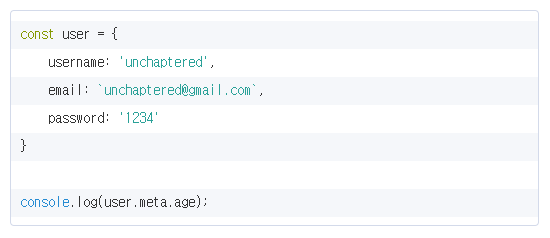 const user = {
    username: 'unchaptered',
    email: `unchaptered@gmail.com`,
    password: '1234'
}

console.log(user.meta.age);